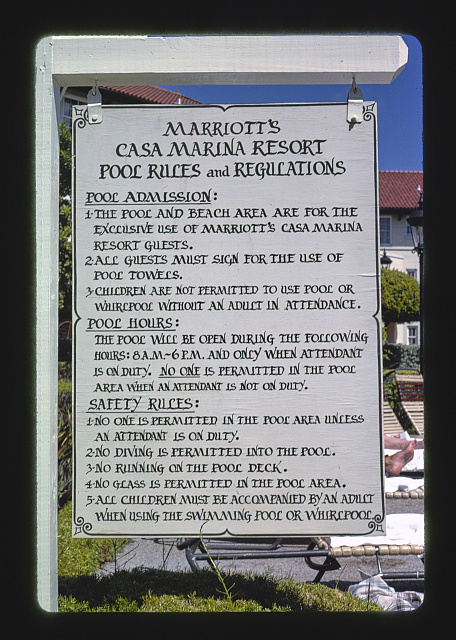 MARRIOTT'S
CASA MARINA RESORT
POOL RULES and REGULATIONS
POOL ADMISSION:
1·THE POOL AND BEACH AREA ARE FOR THE
EXCLUSIVE USE OF MARRIOTT'S CASA MARINA
RESORT GUESTS.
2·ALL GUESTS MUST SIGN FOR THE USE OF
POOL TOWELS.
3·CHILDREN ARE NOT PERMITTED TO USE POOL OR
WHIRLPOOL WITHOUT AN ADULT IN ATTENDANCE.
POOL HOURS:
THE POOL WILL BE OPEN DURING THE FOLLOWING
HOURS: 8 A.M.-6 P.M. AND ONLY WHEN ATTENDANT
IS ON DUTY. NO ONE IS PERMITTED IN THE POOL
AREA WHEN AN ATTENDANT IS NOT ON DUTY.
SAFETY RULES:
1·NO ONE IS PERMITTED IN THE POOL AREA UNLESS
AN ATTENDANT IS ON DUTY.
2·NO DIVING IS PERMITTED INTO THE POOL.
3·NO RUNNING ON THE POOL DECK.
4·NO GLASS IS PERMITTED IN THE POOL AREA.
5·ALL CHILDREN MUST BE ACCOMPANIED BY AN ADULT
WHEN USING THE SWIMMING POOL OR WHIRLPOOL.